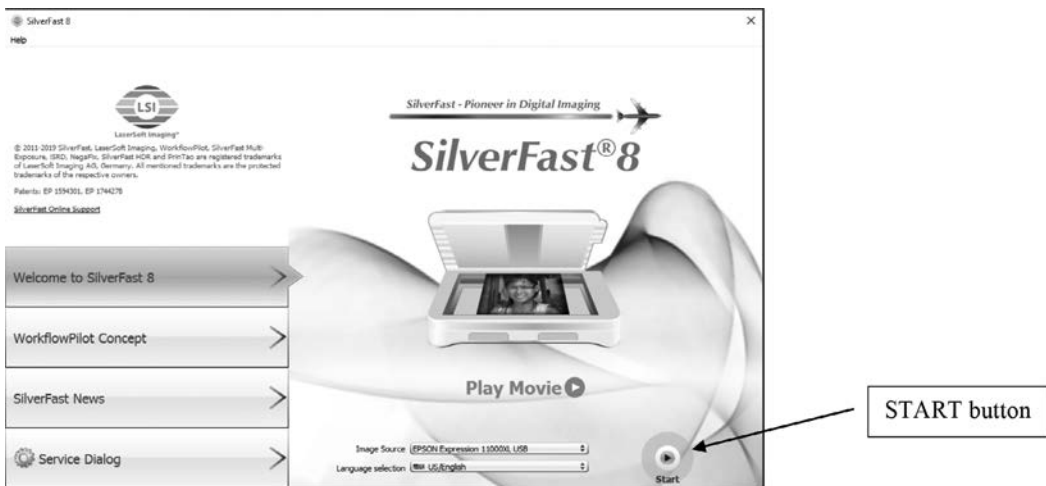 SilverFast 8
Help
LSI
LaserSoft Imaging™
© 2011-2019 SilverFast, LaserSoft Imaging, WorkflowPilot, SilverFast Multi-
Exposure, iSRD, NegaFix, SilverFast HDR and PrinTao are registered trademarks
of LaserSoft Imaging AG, Germany. All mentioned trademarks are the protected
trademarks of the respective owners.
Patents: EP 1594301, EP 1744278
SilverFast Online Support
Welcome to SilverFast 8
WorkflowPilot Concept
SilverFast News
Service Dialog
SilverFast - Pioneer in Digital Imaging
SilverFast®8
Play Movie
Image Source EPSON Expression 11000XL USB
Language selection US/English
Start
START button